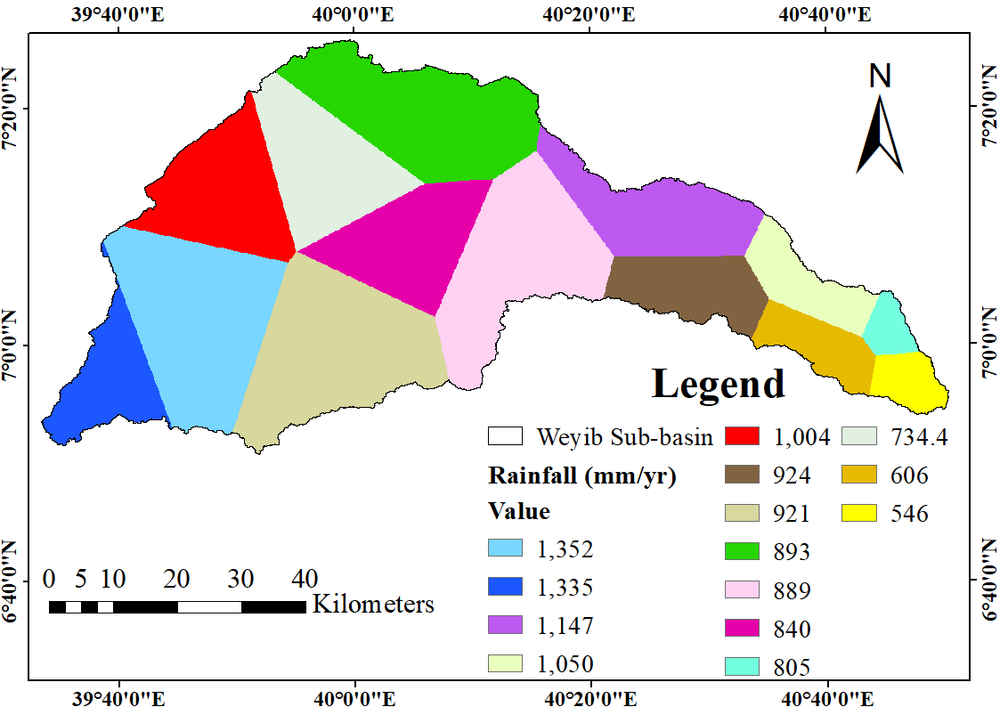 39°40'0"E 40°0'0"E 40°20'0"E 40°40'0"E
7°20'0"N 7°20'0"N
N
7°0'0"N 7°0'0"N
Legend
Weyib Sub-basin 1,004 734.4
Rainfall (mm/yr) 924 606
Value 921 546
1,352 893
1,335 889
1,147 840
1,050 805
0 5 10 20 30 40
Kilometers
6°40'0"N 6°40'0"N
39°40'0"E 40°0'0"E 40°20'0"E 40°40'0"E